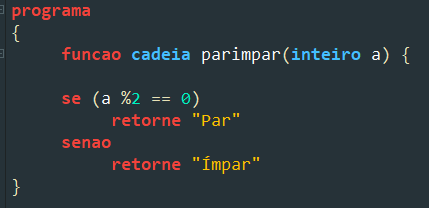 programa
{
funcao cadeia parimpar(inteiro a) {
se (a %2 == 0)
retorne "Par"
senao
retorne "Ímpar"
}